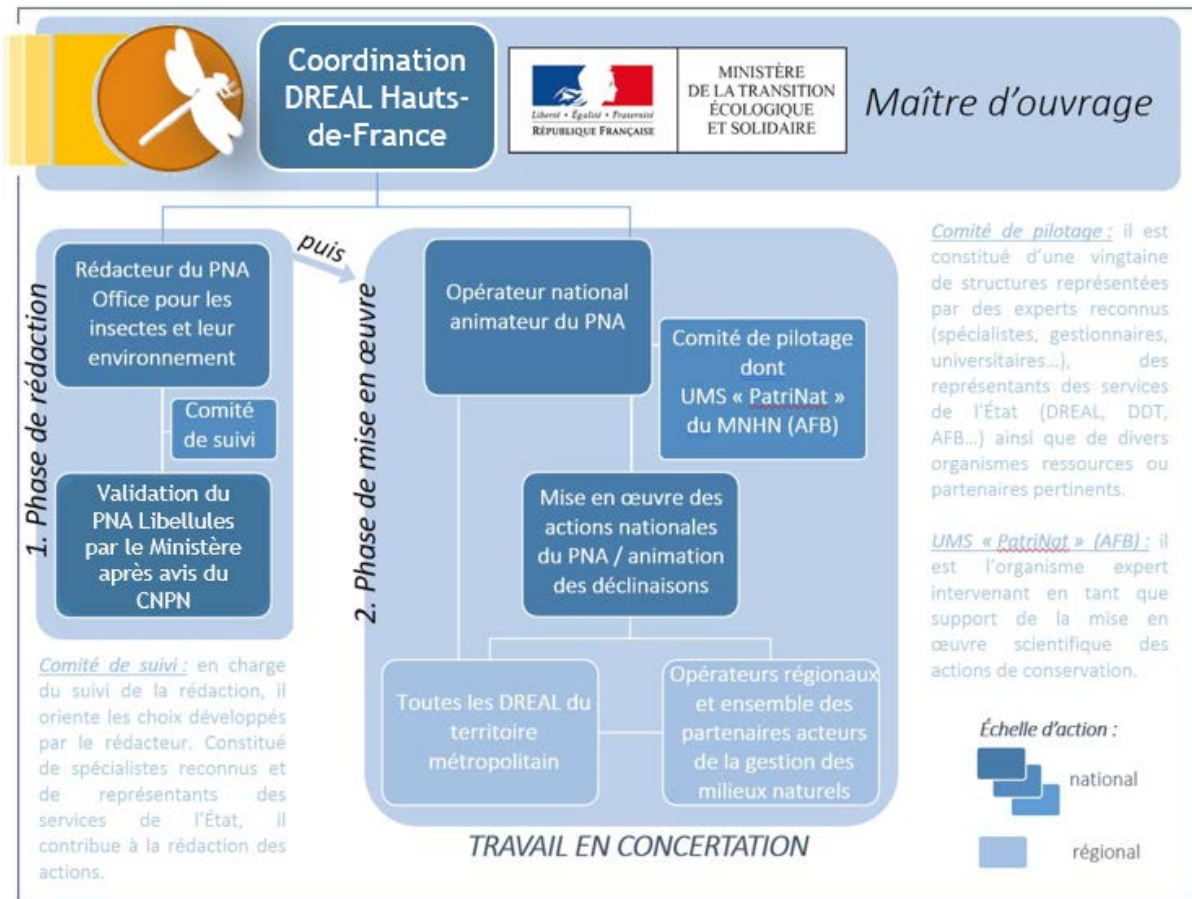 Coordination
DREAL Hauts-
de-France
Liberté • Égalité • Fraternité
RÉPUBLIQUE FRANÇAISE
MINISTÈRE
DE LA TRANSITION
ÉCOLOGIQUE
ET SOLIDAIRE
Maître d'ouvrage
1. Phase de rédaction
Rédacteur du PNA
Office pour les
insectes et leur
environnement
Comité
de suivi
Validation du
PNA Libellules
par le Ministère
après avis du
CNPN
Comité de suivi : en charge
du suivi de la rédaction, il
oriente les choix développés
par le rédacteur. Constitué
de spécialistes reconnus et
de représentants des
services de l'État, il
contribue à la rédaction des
actions.
puis
2. Phase de mise en œuvre
Opérateur national
animateur du PNA
Comité de pilotage
dont
UMS « PatriNat »
du MNHN (AFB)
Mise en œuvre des
actions nationales
du PNA / animation
des déclinaisons
Toutes les DREAL du
territoire
métropolitain
Opérateurs régionaux
et ensemble des
partenaires acteurs
de la gestion des
milieux naturels
TRAVAIL EN CONCERTATION
Comité de pilotage : il est
constitué d'une vingtaine
de structures représentées
par des experts reconnus
(spécialistes, gestionnaires,
universitaires...), des
représentants des services
de l'État (DREAL, DDT,
AFB...) ainsi que de divers
organismes ressources ou
partenaires pertinents.
UMS « PatriNat » (AFB) : il
est l'organisme expert
intervenant en tant que
support de la mise en
œuvre scientifique des
actions de conservation.
Échelle d'action :
national
régional